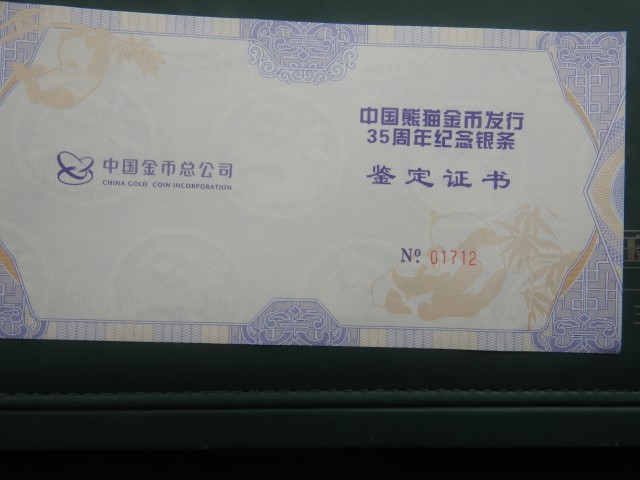 中国金币总公司
CHINA GOLD COIN INCORPORATION
中国熊猫金币发行
35周年纪念银条
鉴定证书
Nº 01712